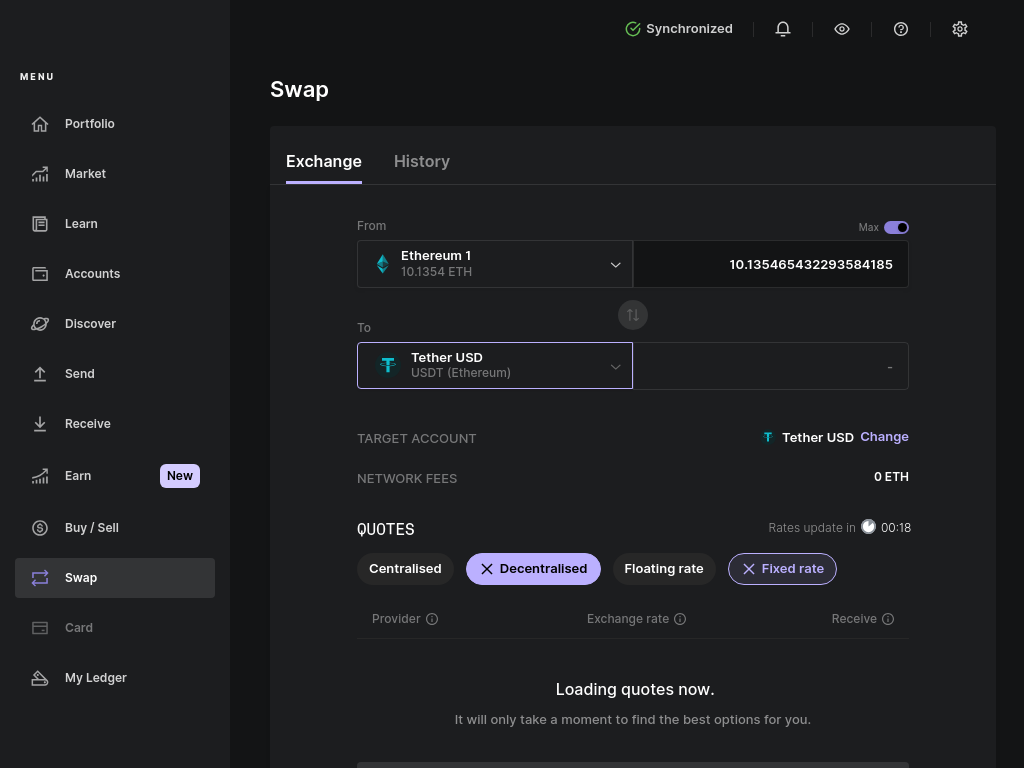 Synchronized
MENU
Swap
Portfolio
Market
Learn
Accounts
Discover
Send
Receive
Earn New
Buy / Sell
Swap
Card
My Ledger
Exchange History
From Max
Ethereum 1
10.1354 ETH
10.135465432293584185
To
Tether USD
USDT (Ethereum)
-
TARGET ACCOUNT Tether USD Change
NETWORK FEES 0 ETH
QUOTES Rates update in 00:18
Centralised Decentralised Floating rate Fixed rate
Provider Exchange rate Receive
Loading quotes now.
It will only take a moment to find the best options for you.